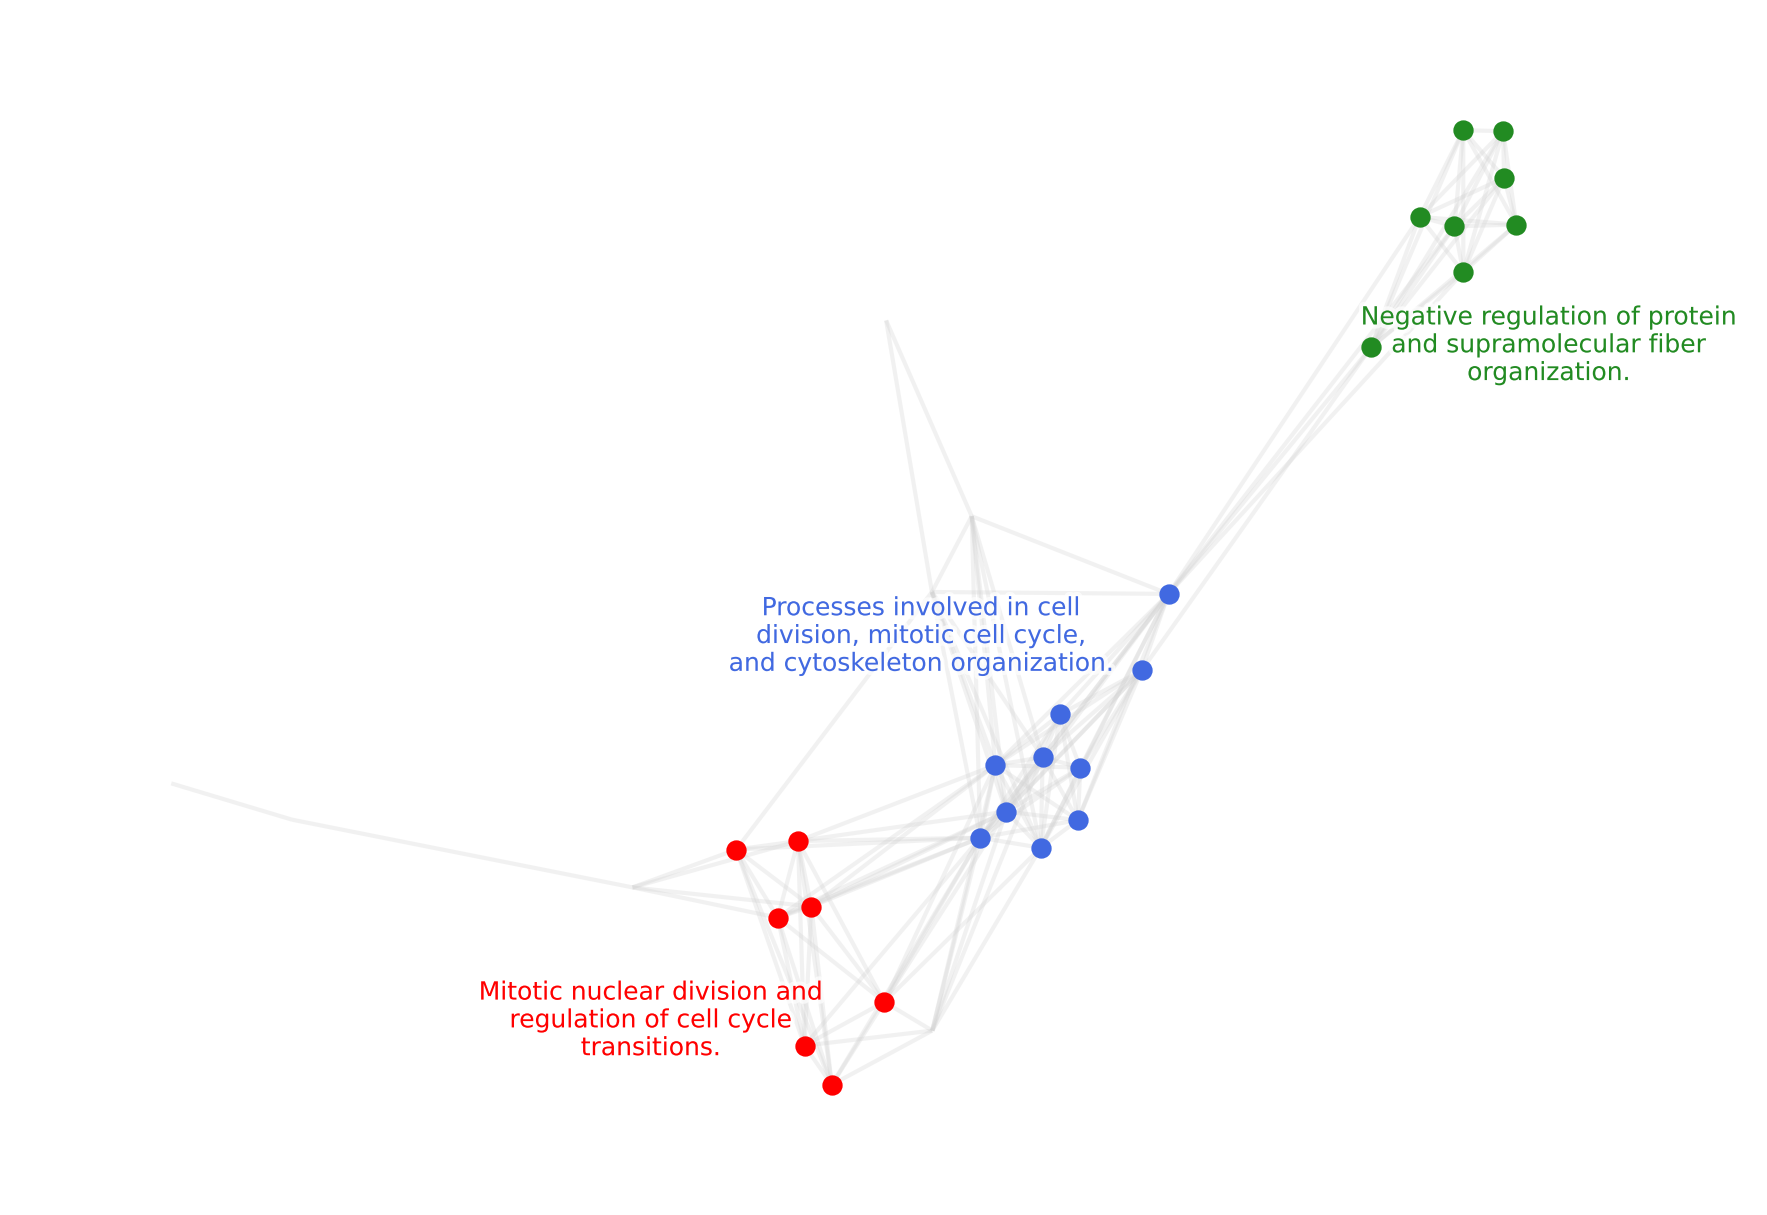 Negative regulation of protein
and supramolecular fiber
organization.
Processes involved in cell
division, mitotic cell cycle,
and cytoskeleton organization.
Mitotic nuclear division and
regulation of cell cycle
transitions.